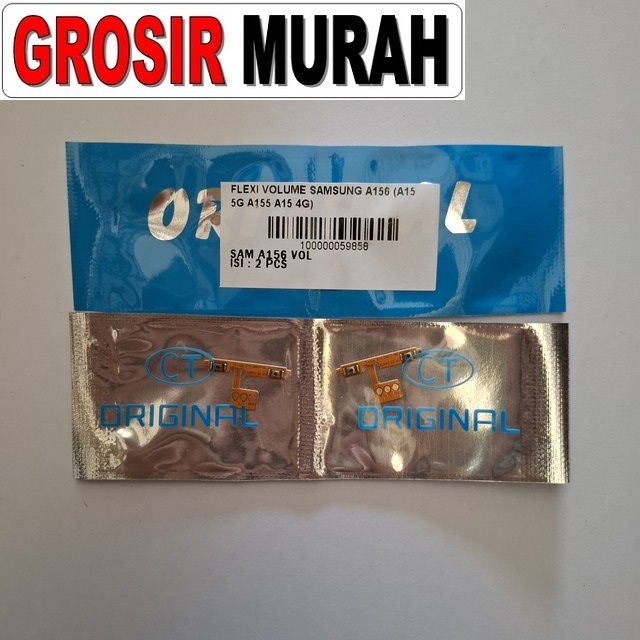 GROSIR MURAH
ORIGINAL
FLEXI VOLUME SAMSUNG A156 (A15
5G A155 A15 4G)
100000059858
SAM A156 VOL
ISI : 2 PCS
CT
ORIGINAL
CT
ORIGINAL